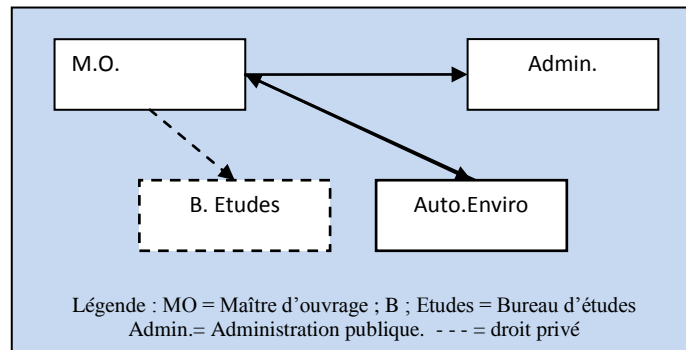 M.O.
Admin.
B. Etudes
Auto.Enviro
Légende : MO = Maître d’ouvrage ; B ; Etudes = Bureau d’études
Admin.= Administration publique. - - - = droit privé